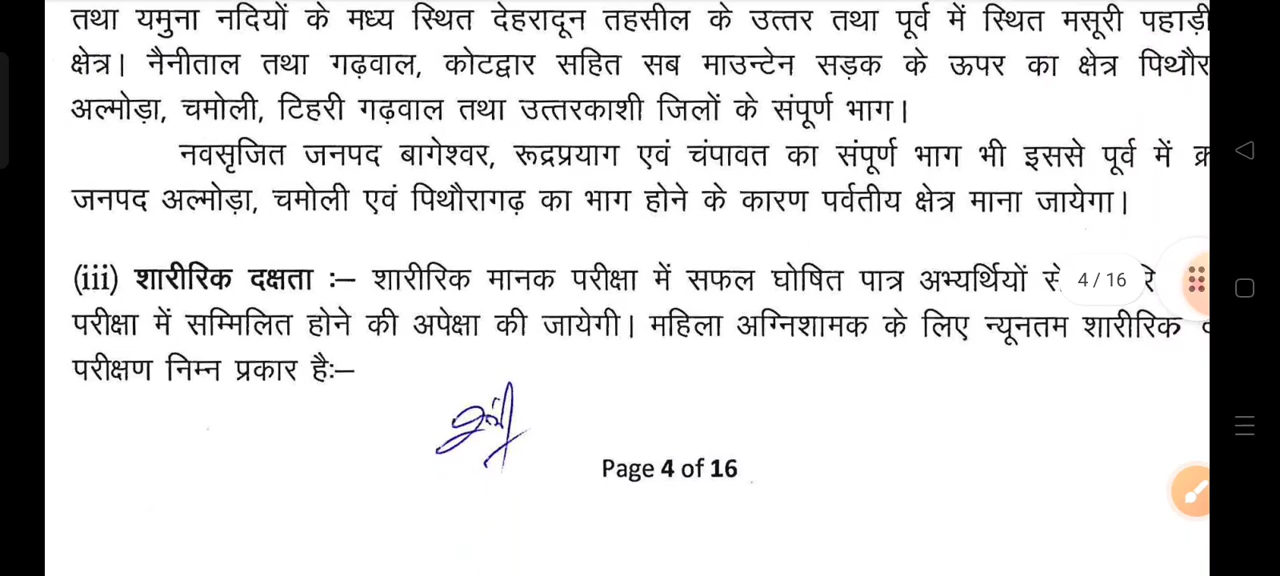 तथा यमुना नदियों के मध्य स्थित देहरादून तहसील के उत्तर तथा पूर्व में स्थित मसूरी पहाड़ी
क्षेत्र। नैनीताल तथा गढ़वाल, कोटद्वार सहित सब माउन्टेन सड़क के ऊपर का क्षेत्र पिथौर
अल्मोड़ा, चमोली, टिहरी गढ़वाल तथा उत्तरकाशी जिलों के संपूर्ण भाग।
नवसृजित जनपद बागेश्वर, रूद्रप्रयाग एवं चंपावत का संपूर्ण भाग भी इससे पूर्व में
जनपद अल्मोड़ा, चमोली एवं पिथौरागढ़ का भाग होने के कारण पर्वतीय क्षेत्र माना जायेगा।
(iii) शारीरिक दक्षता :– शारीरिक मानक परीक्षा में सफल घोषित पात्र अभ्यर्थियों से 4 / 16
परीक्षा में सम्मिलित होने की अपेक्षा की जायेगी। महिला अग्निशामक के लिए न्यूनतम शारीरिक
परीक्षण निम्न प्रकार है:–
Page 4 of 16